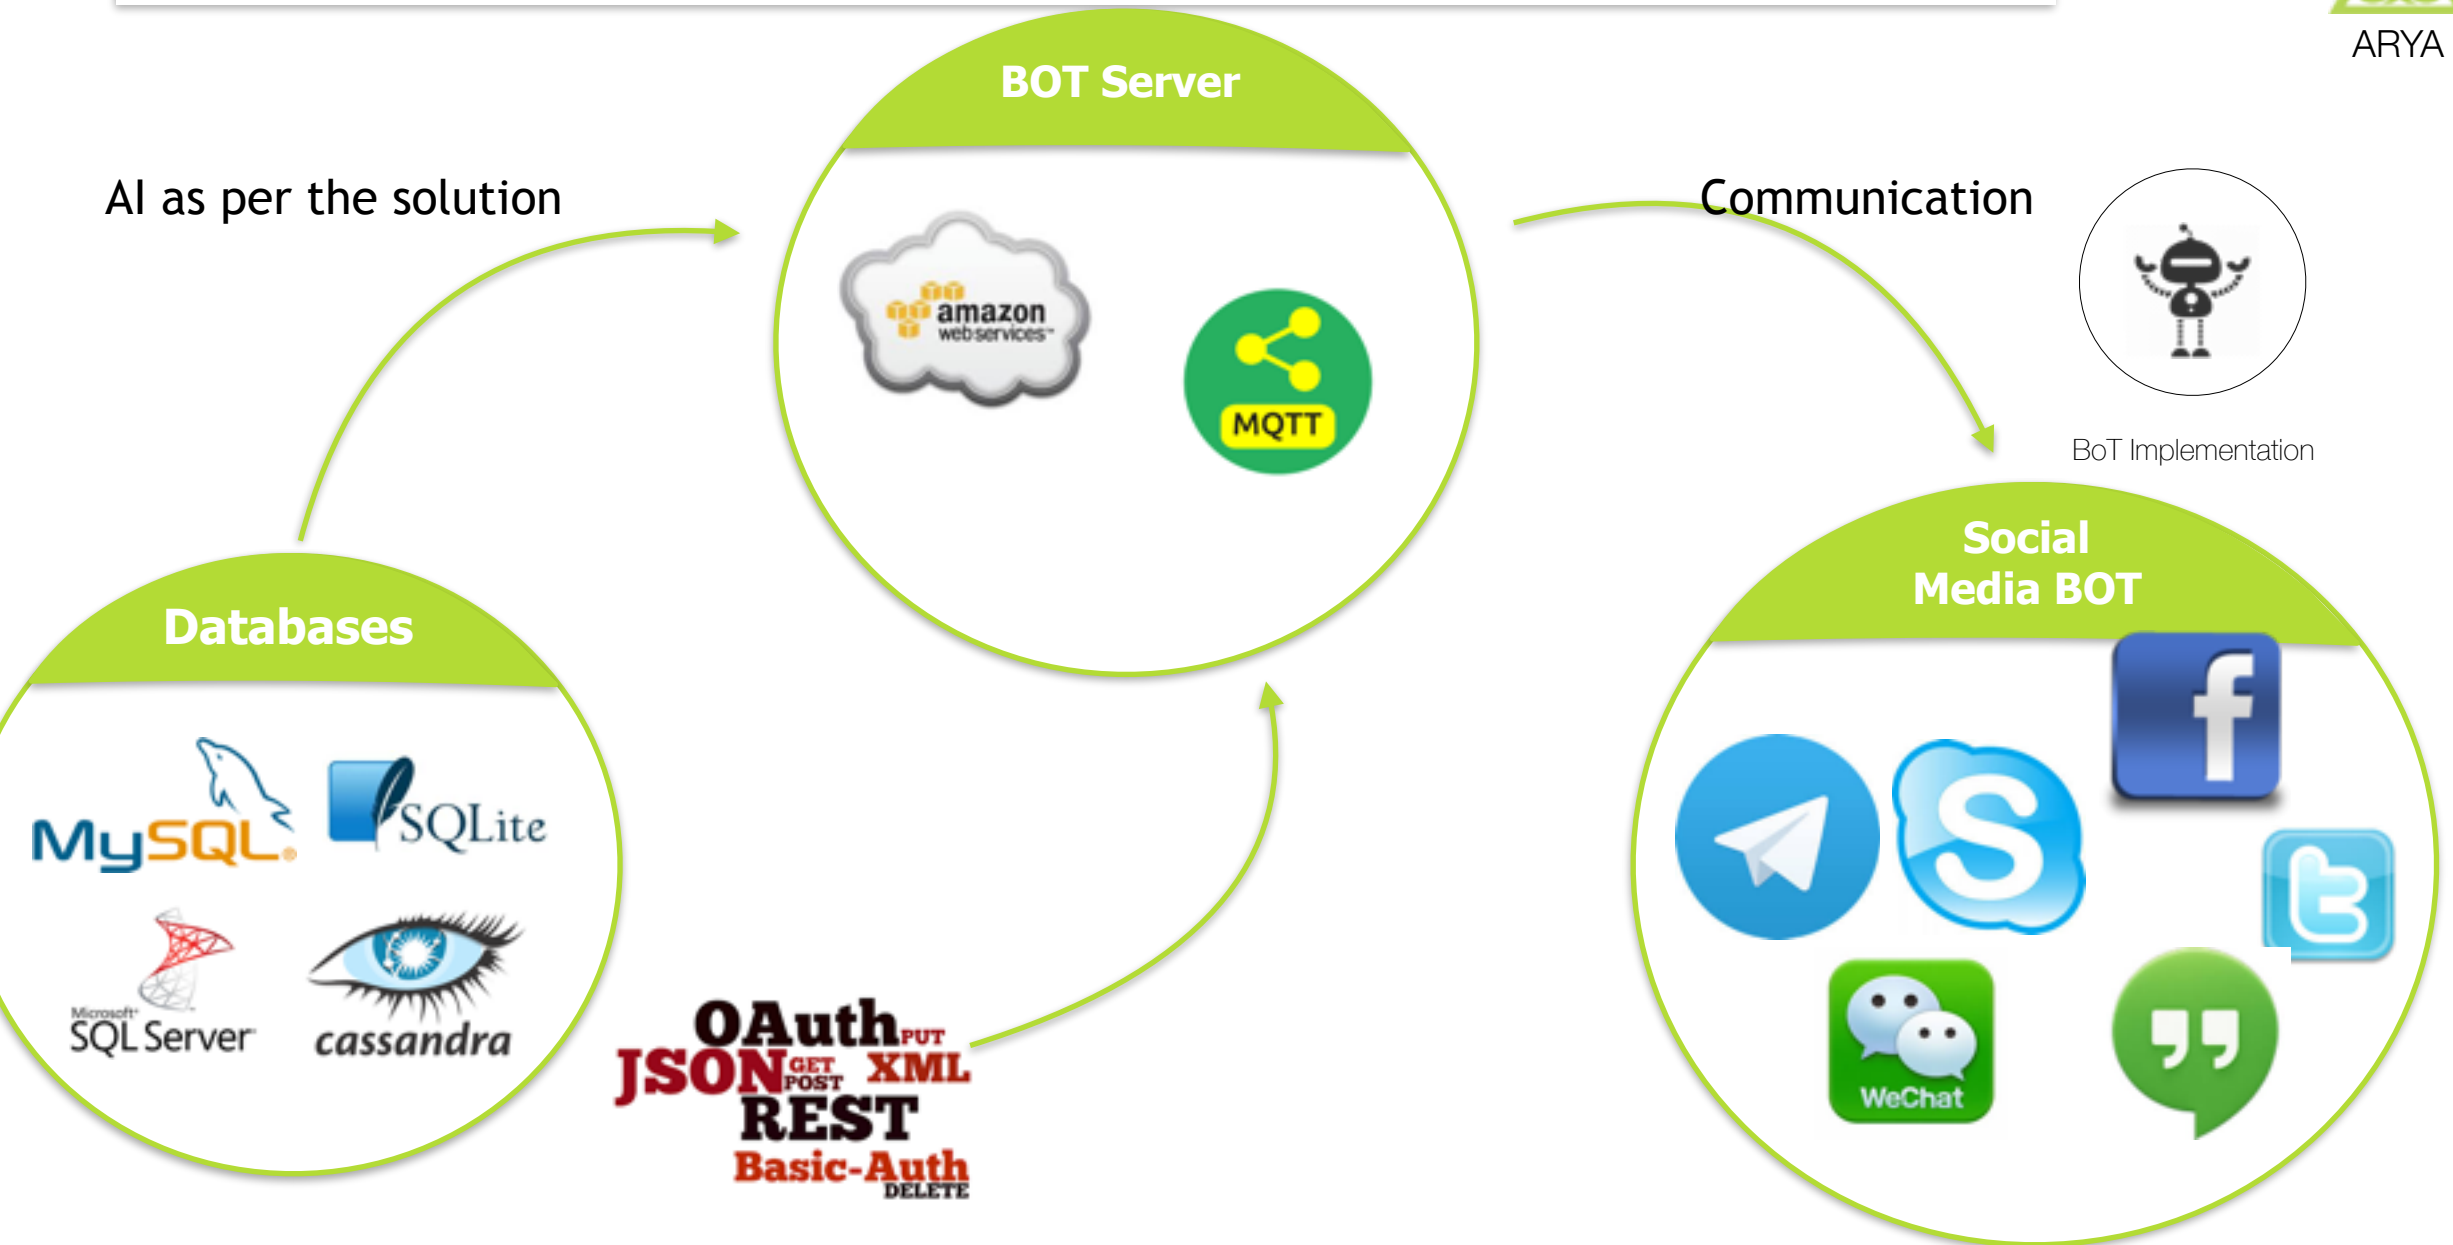 ARYA
BOT Server
AI as per the solution
Communication
amazon
webservices™
MQTT
BoT Implementation
Social
Media BOT
Databases
MySQL®
SQLite
Microsoft®
SQL Server
cassandra
WeChat
OAuth PUT
JSON GET POST XML
REST
Basic-Auth
DELETE